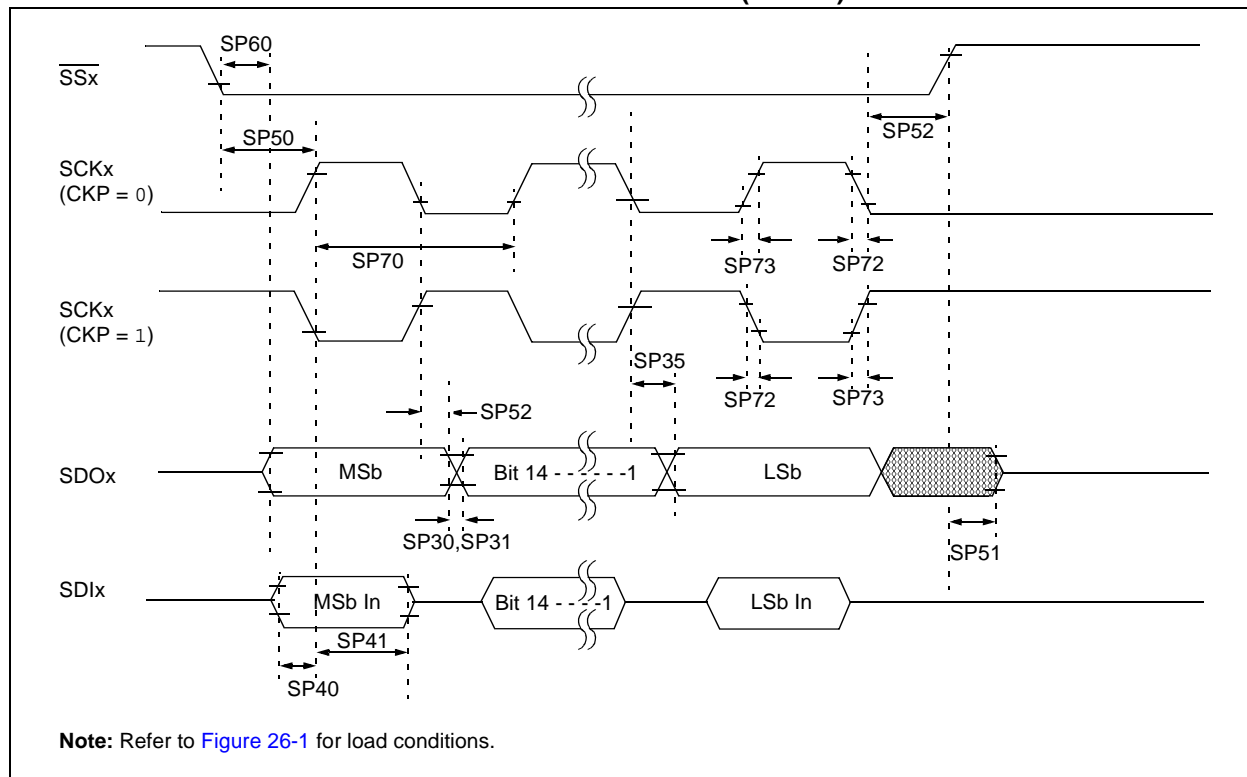 SP60
SSx
SP52
SP50
SCKx
(CKP = 0)
SP70
SP73
SP72
SCKx
(CKP = 1)
SP35
SP72
SP73
SP52
SDOx
MSb
Bit 14 - - - - - -1
LSb
SP30,SP31
SP51
SDIx
MSb In
Bit 14 - - - -1
LSb In
SP41
SP40
Note: Refer to Figure 26-1 for load conditions.